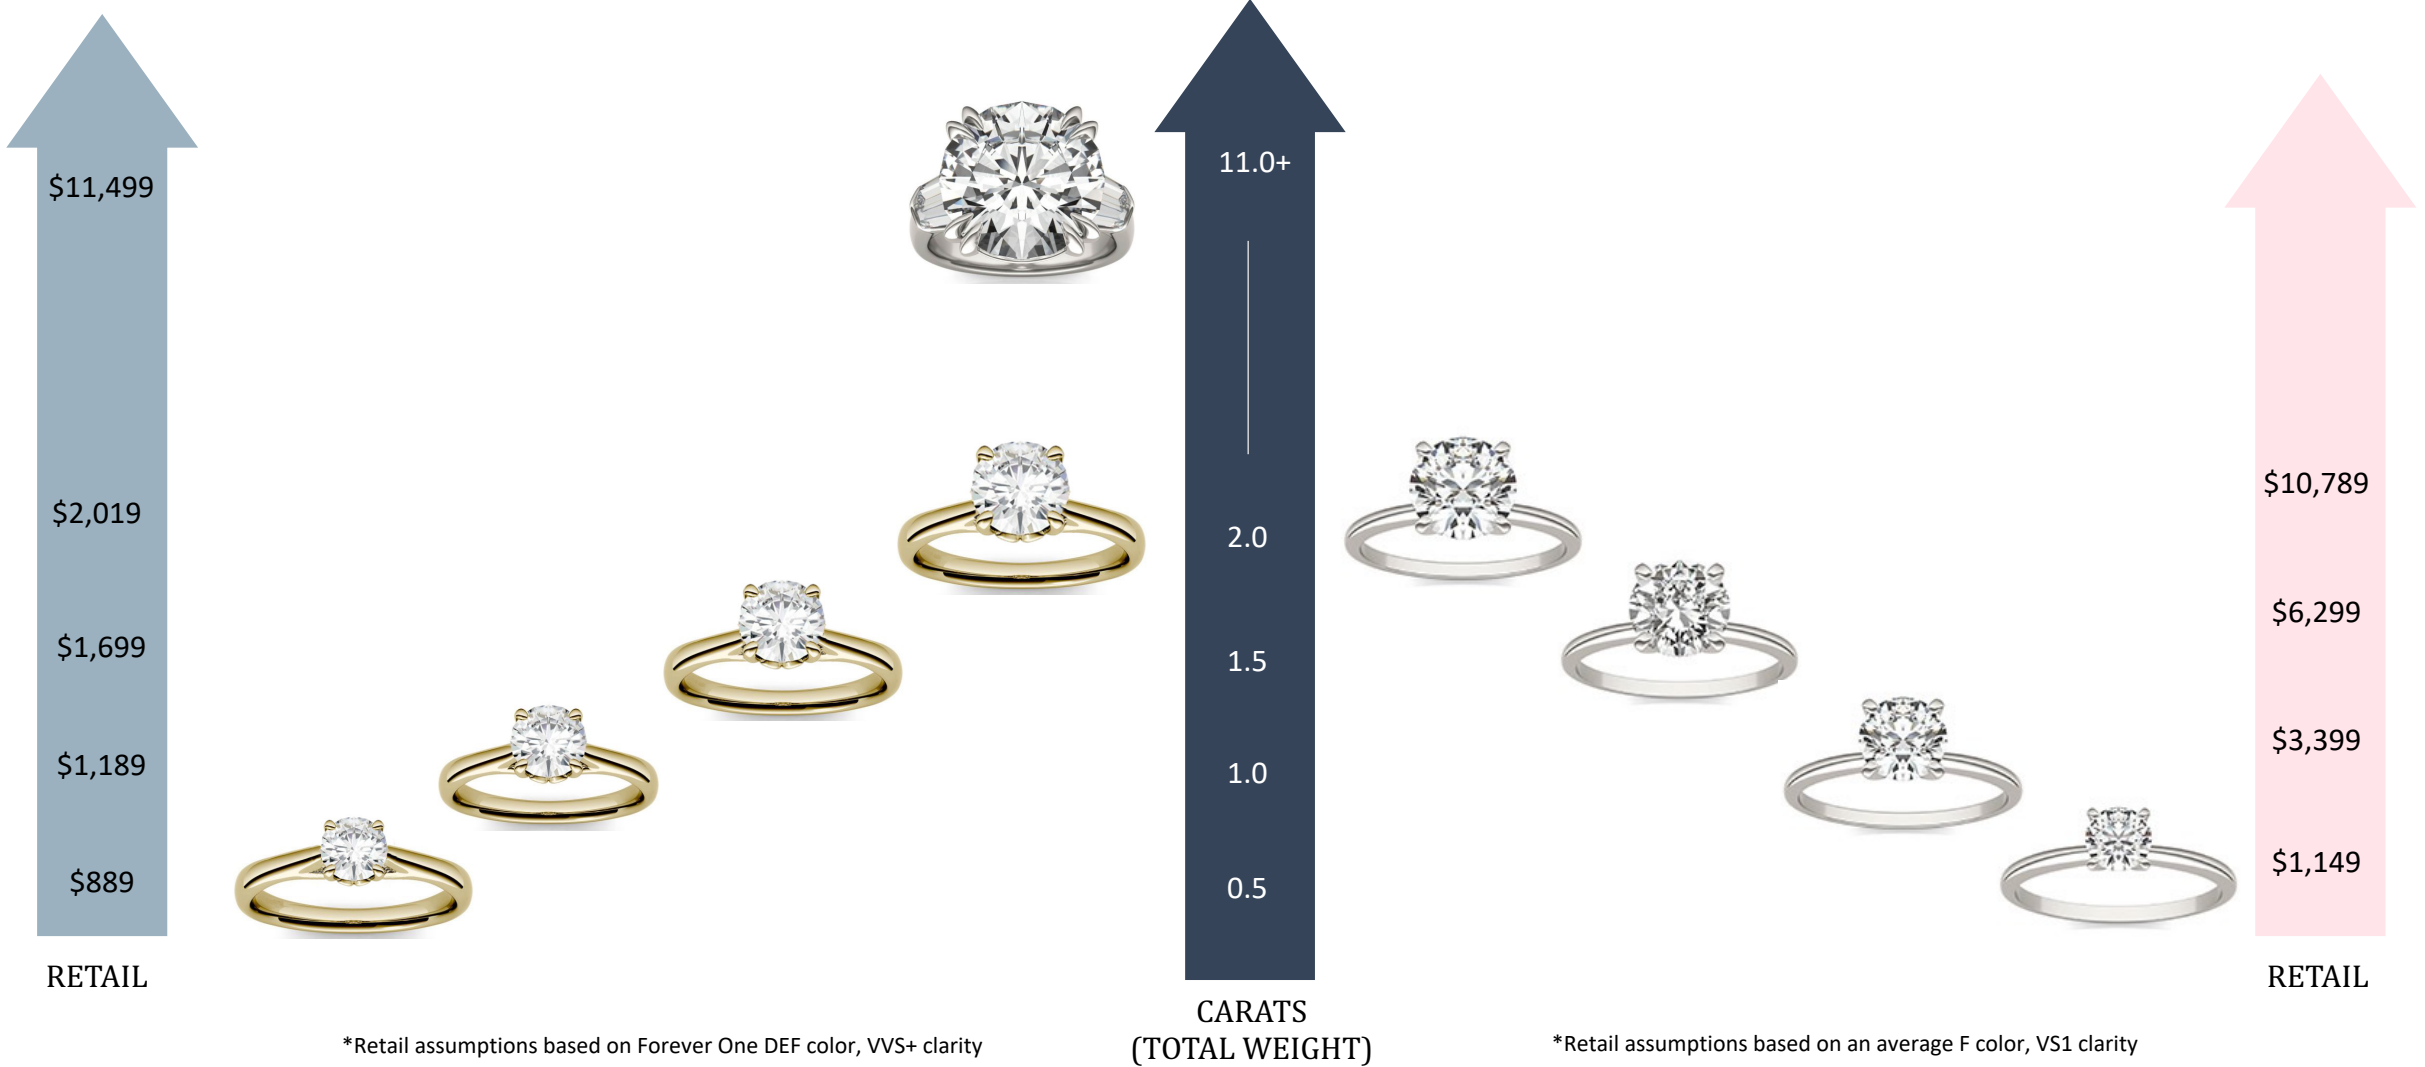 $11,499
$2,019
$1,699
$1,189
$889
RETAIL
*Retail assumptions based on Forever One DEF color, VVS+ clarity
11.0+
2.0
1.5
1.0
0.5
CARATS
(TOTAL WEIGHT)
$10,789
$6,299
$3,399
$1,149
RETAIL
*Retail assumptions based on an average F color, VS1 clarity